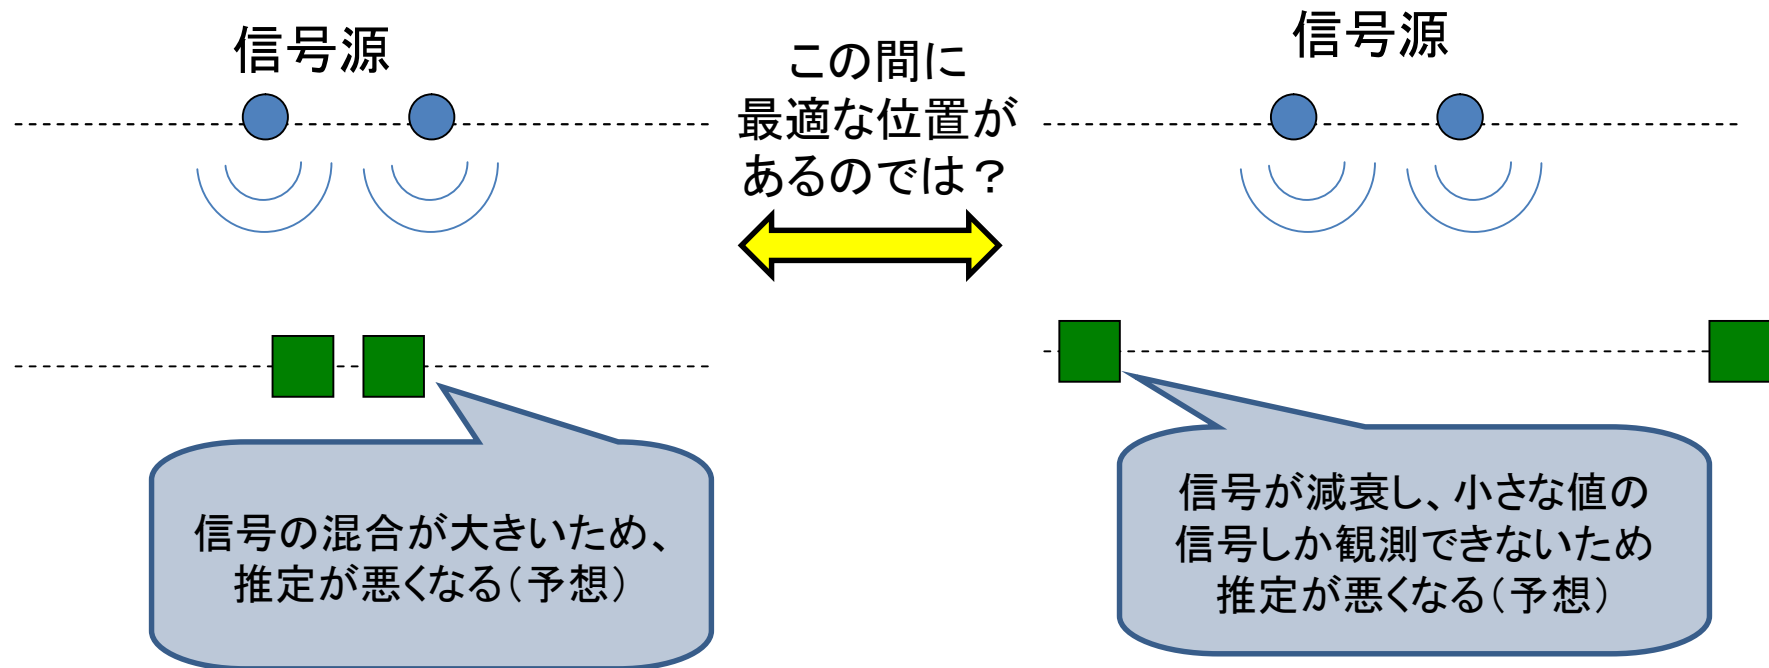 信号源
この間に
最適な位置が
あるのでは？
信号源
信号の混合が大きいため、
推定が悪くなる（予想）
信号が減衰し、小さな値の
信号しか観測できないため
推定が悪くなる（予想）